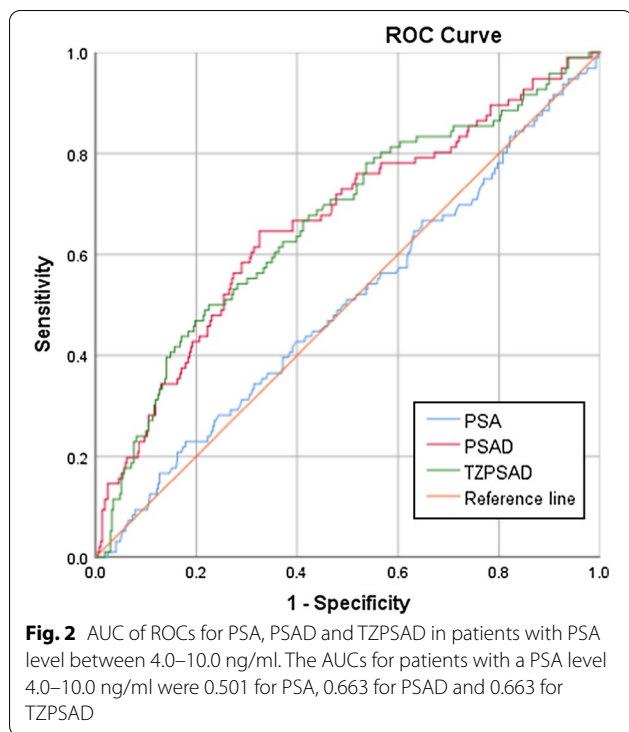 ROC Curve
1.0
0.8
0.6
0.4
0.2
0.0
Sensitivity
PSA
PSAD
TZPSAD
Reference line
0.0 0.2 0.4 0.6 0.8 1.0
1 - Specificity
Fig. 2 AUC of ROCs for PSA, PSAD and TZPSAD in patients with PSA
level between 4.0–10.0 ng/ml. The AUCs for patients with a PSA level
4.0–10.0 ng/ml were 0.501 for PSA, 0.663 for PSAD and 0.663 for
TZPSAD